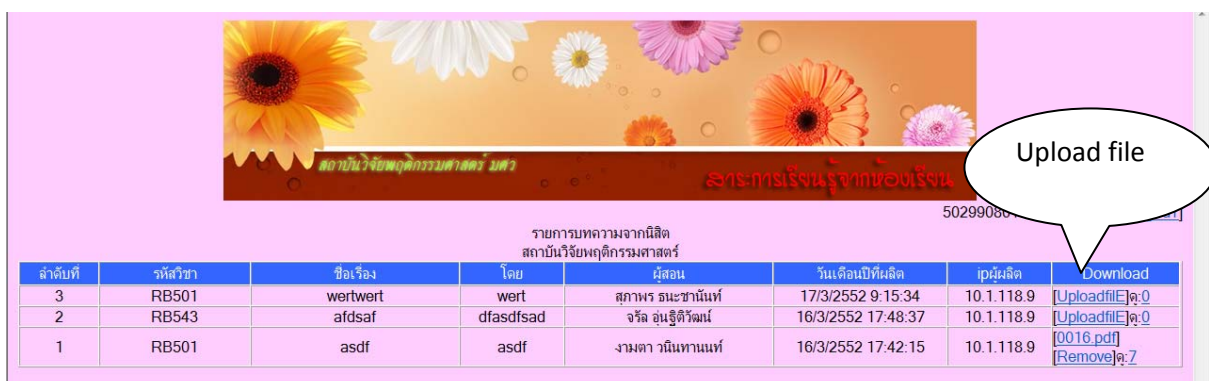 สถาบันวิจัยพฤติกรรมศาสตร์ มศว
สาระการเรียนรู้จากห้องเรียน
Upload file
รายการบทความจากนิสิต
สถาบันวิจัยพฤติกรรมศาสตร์
ลำดับที่ รหัสวิชา ชื่อเรื่อง โดย ผู้สอน วันเดือนปีที่ผลิต ipผู้ผลิต Download
3 RB501 wertwert wert สุภาพร ธนะชานันท์ 17/3/2552 9:15:34 10.1.118.9 [UploadfilE]ดู:0
2 RB543 afdsaf dfasdfsad จรัล อุ่นฐิติวัฒน์ 16/3/2552 17:48:37 10.1.118.9 [UploadfilE]ดู:0
1 RB501 asdf asdf งามตา วนินทานนท์ 16/3/2552 17:42:15 10.1.118.9 [0016.pdf]
[Remove]ดู:7